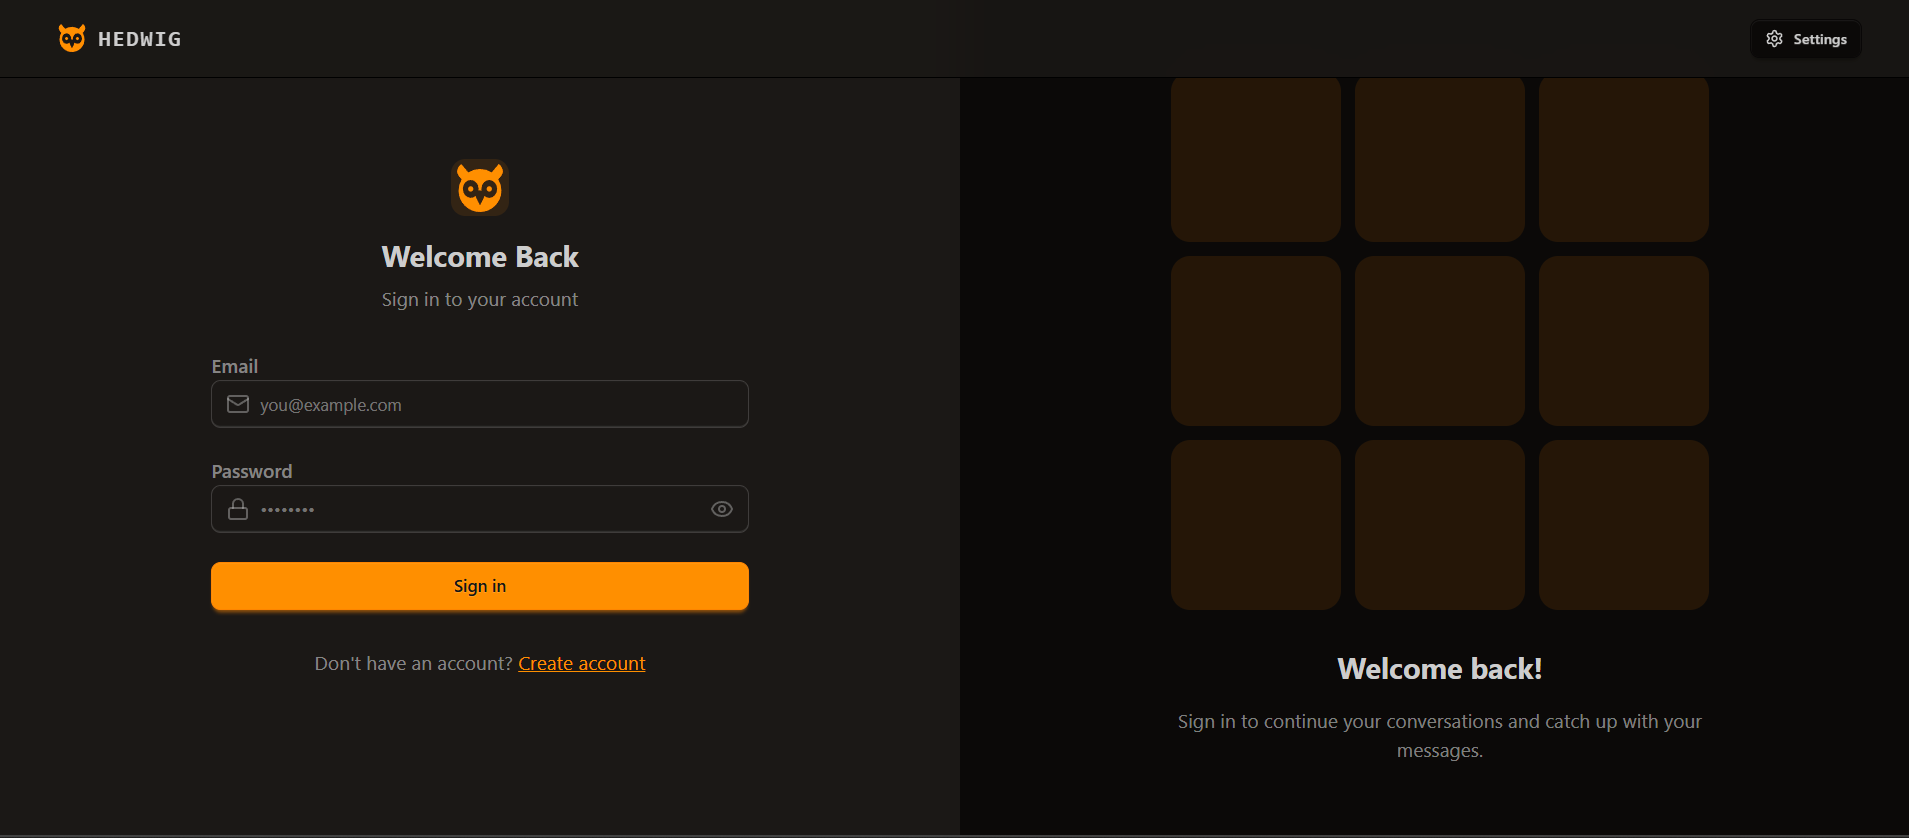 HEDWIG
Settings
Welcome Back
Sign in to your account
Email
you@example.com
Password
••••••••
Sign in
Don't have an account? Create account
Welcome back!
Sign in to continue your conversations and catch up with your
messages.